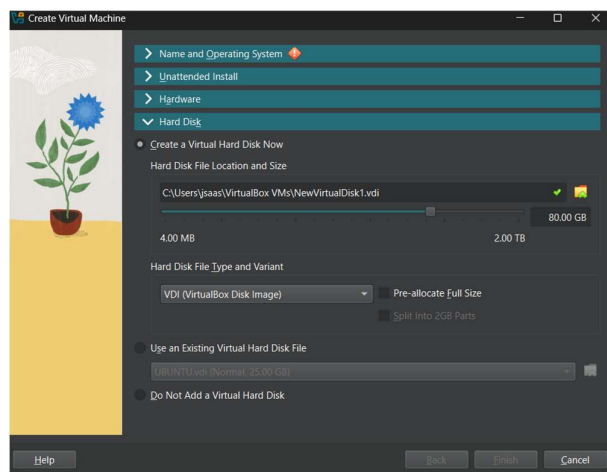 Create Virtual Machine
Name and Operating System
Unattended Install
Hardware
Hard Disk
Create a Virtual Hard Disk Now
Hard Disk File Location and Size
C:\Users\jsaas\VirtualBox VMs\NewVirtualDisk1.vdi
80.00 GB
4.00 MB 2.00 TB
Hard Disk File Type and Variant
VDI (VirtualBox Disk Image) Pre-allocate Full Size
Split Into 2GB Parts
Use an Existing Virtual Hard Disk File
UBUNTU.vdi (Normal, 25.00 GB)
Do Not Add a Virtual Hard Disk
Help Back Finish Cancel